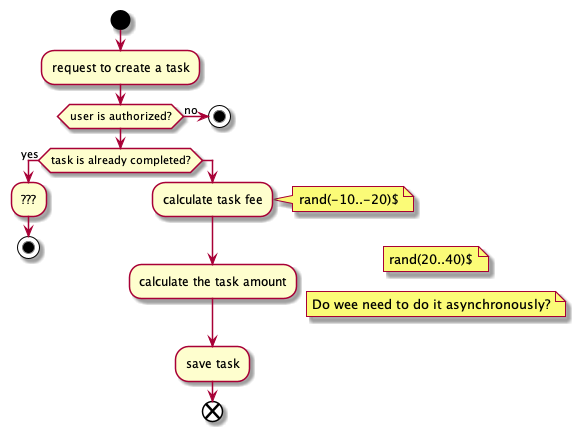 request to create a task
user is authorized?
no
yes
task is already completed?
???
calculate task fee
rand(-10..-20)$
rand(20..40)$
calculate the task amount
Do wee need to do it asynchronously?
save task